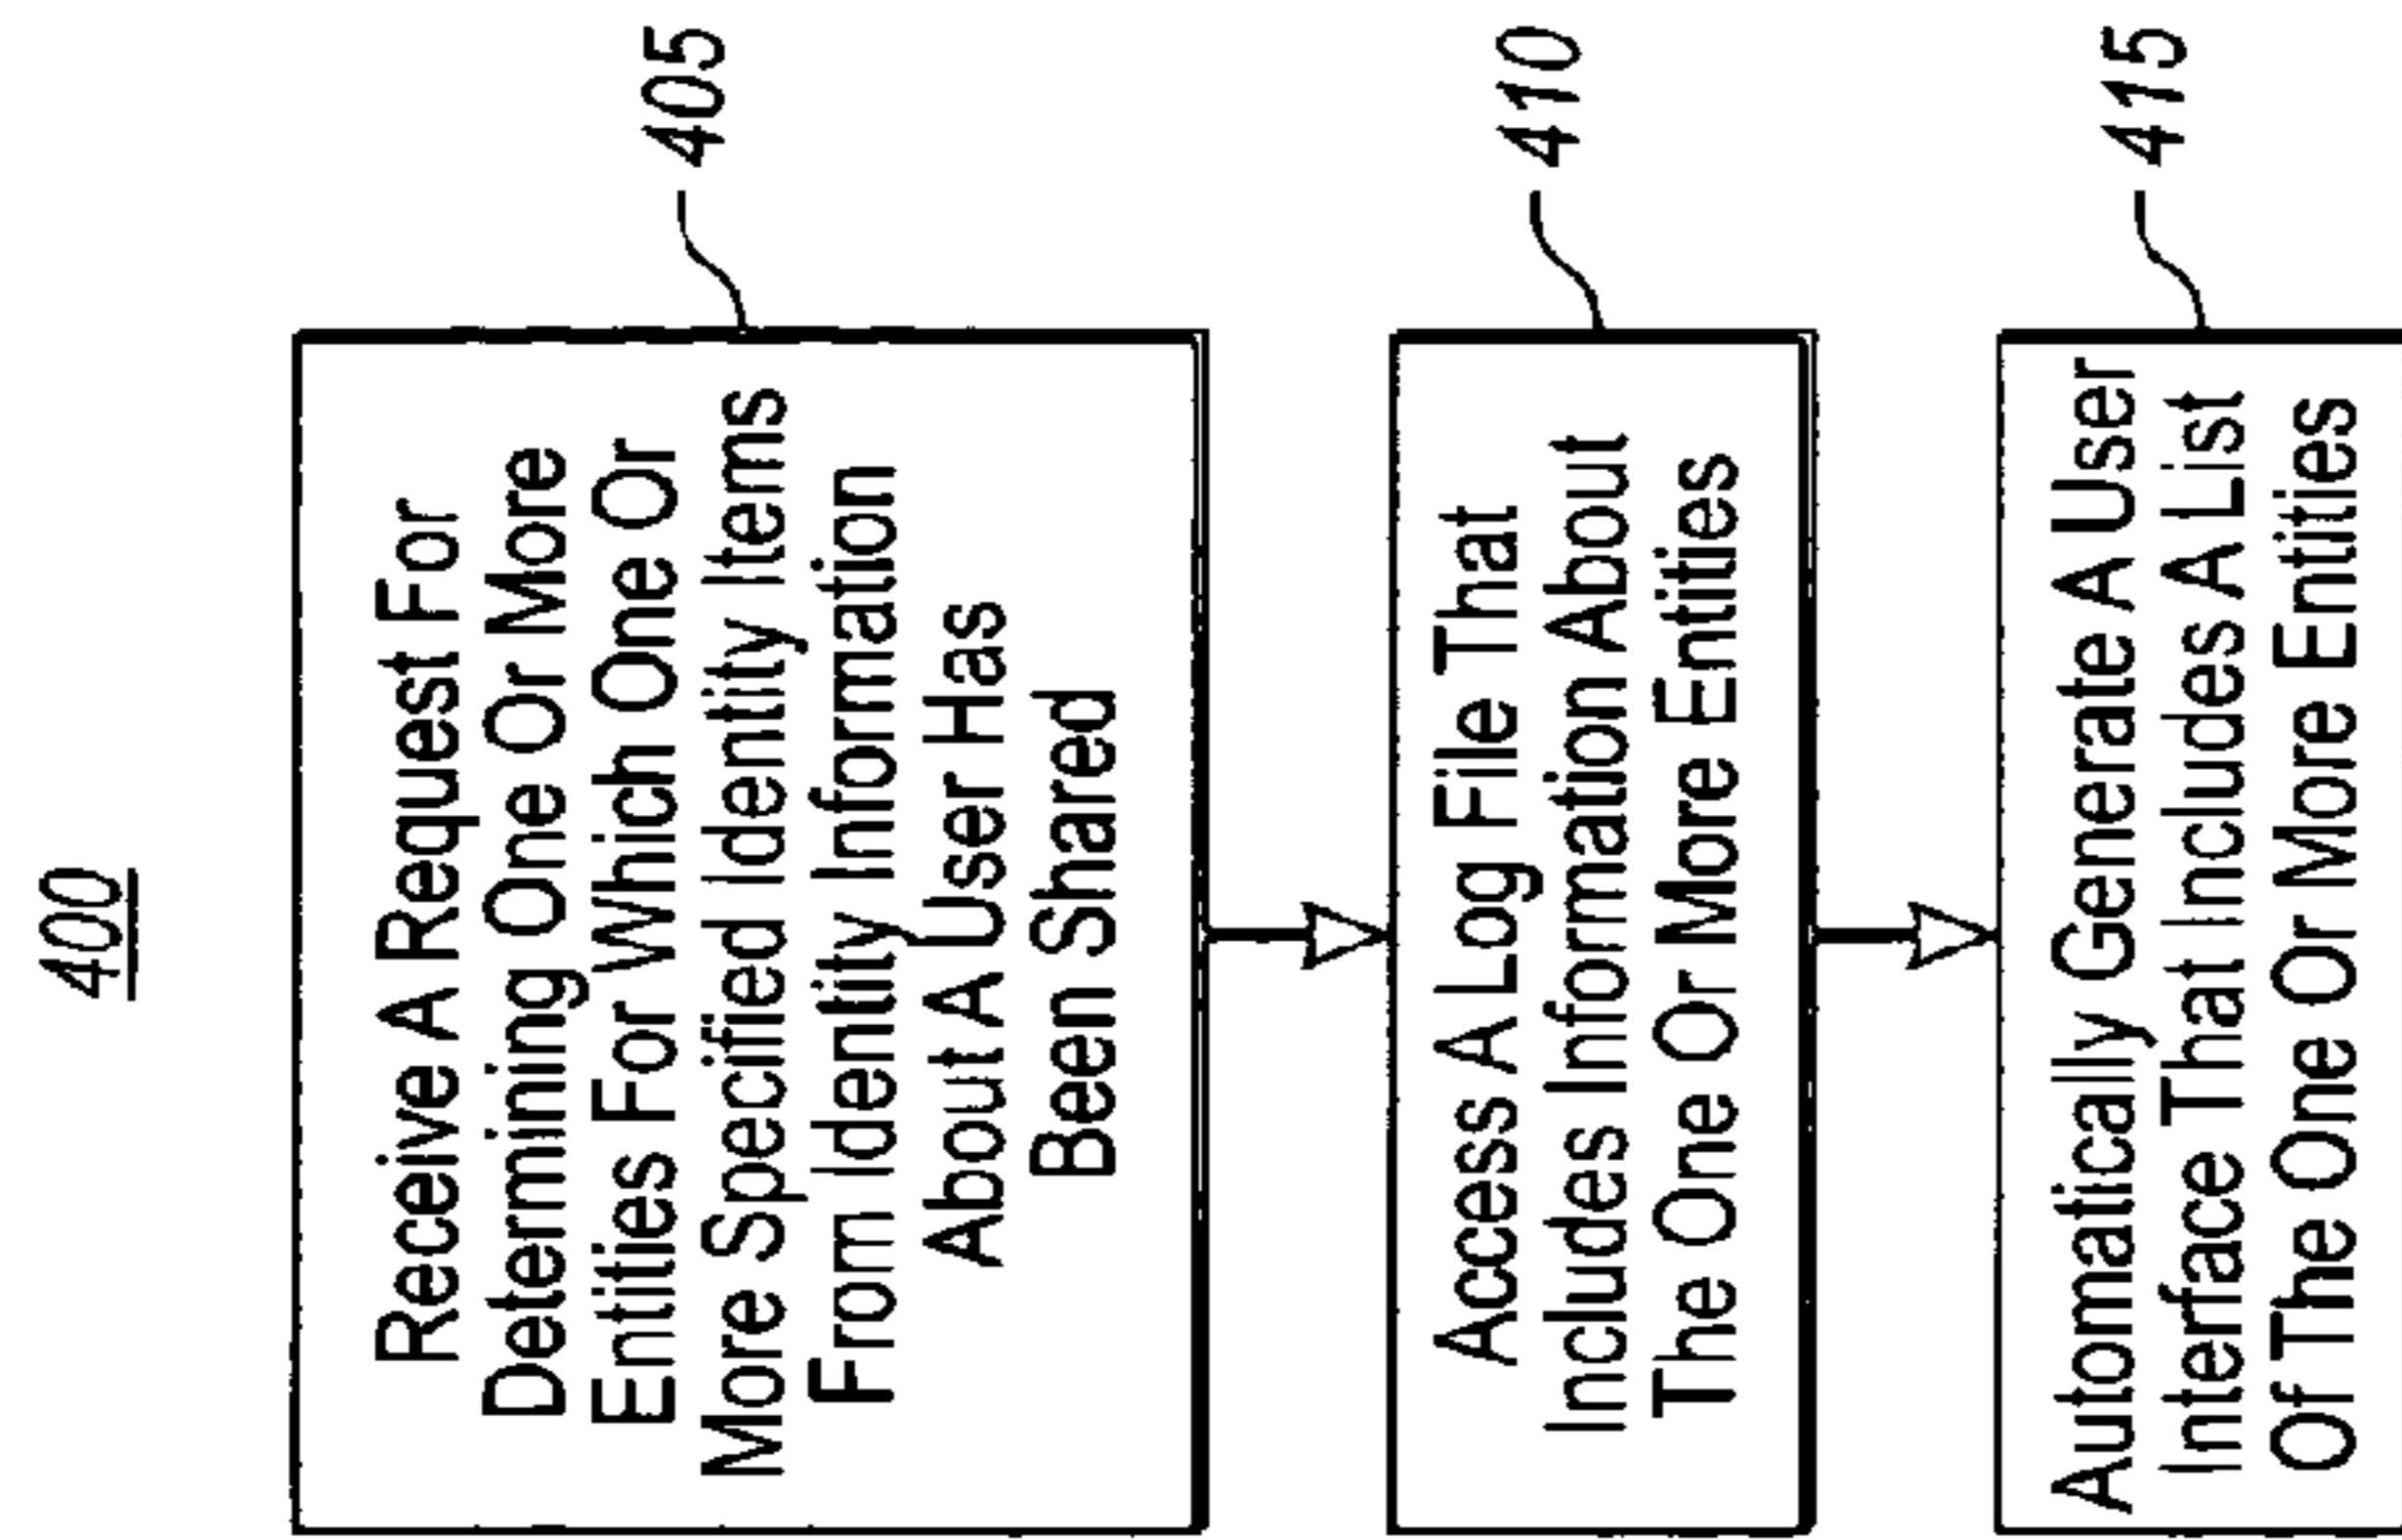 400
Receive A Request For
Determining One Or More
Entities For Which One Or
More Specified Identity Items
From Identity Information
About A User Has
Been Shared
405
Access A Log File That
Includes Information About
The One Or More Entities
410
Automatically Generate A User
Interface That Includes A List
Of The One Or More Entities
415